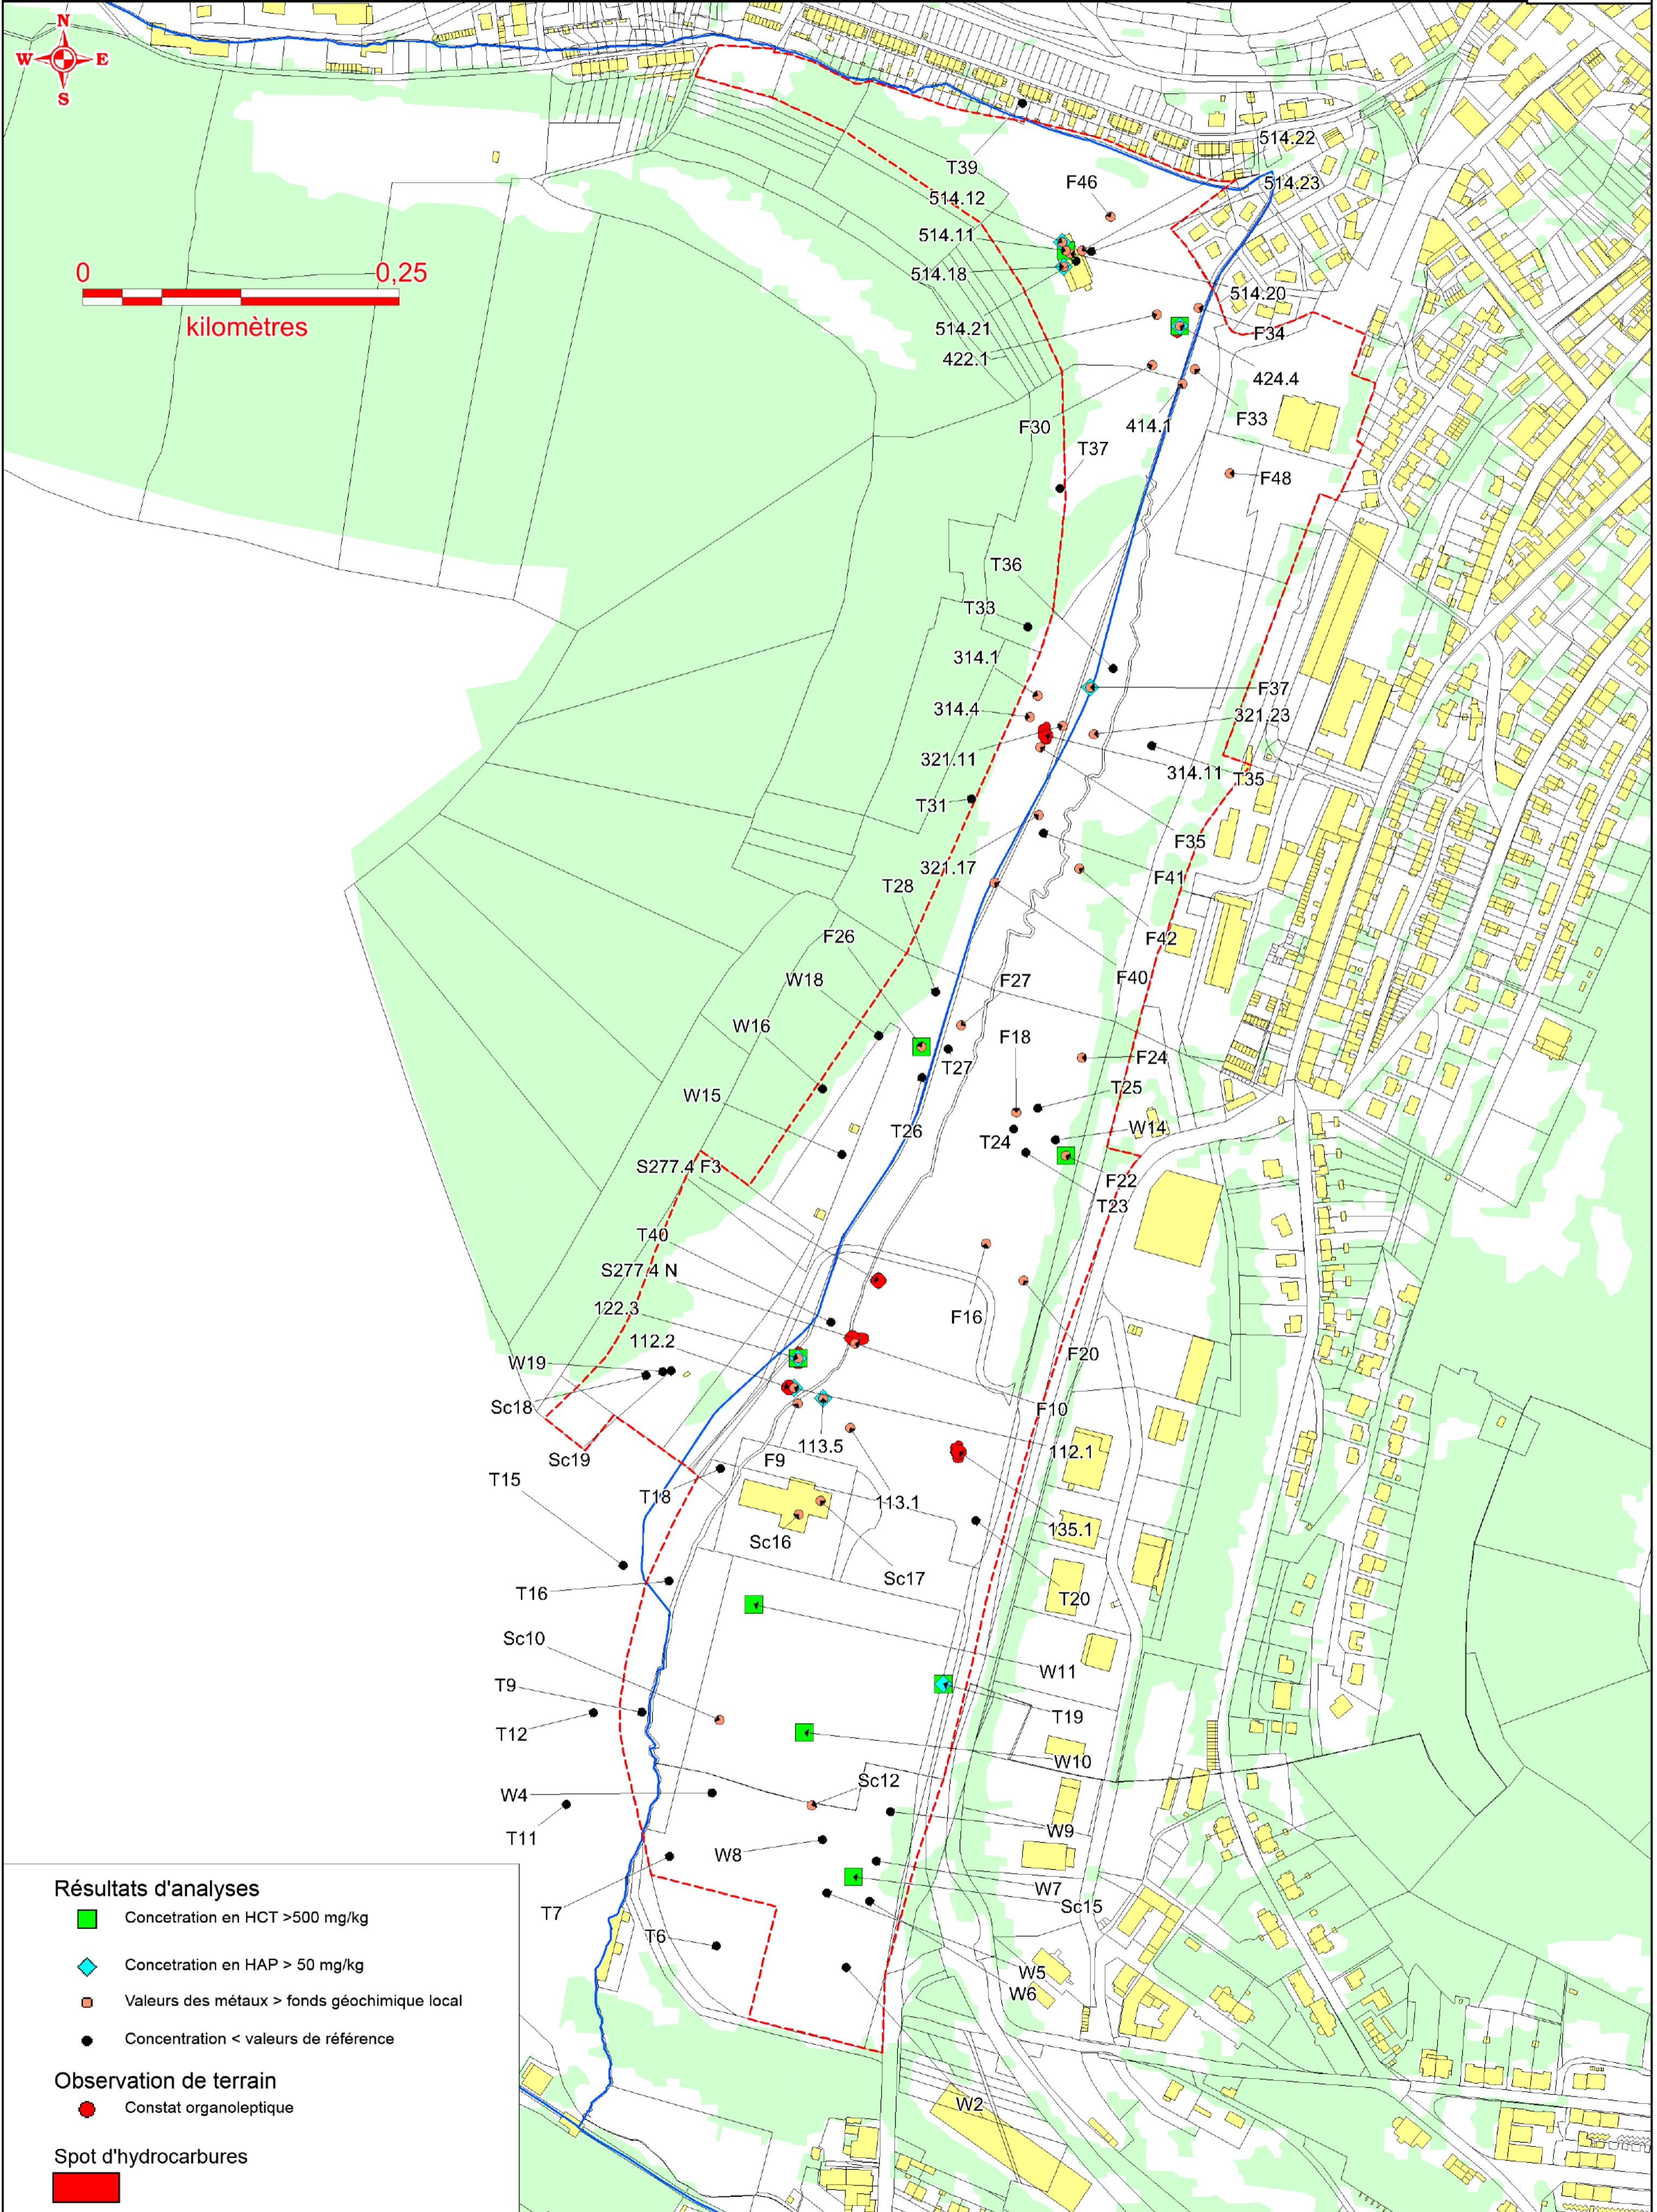 N
W E
S
0 0,25
kilomètres
514.22
T39
F46
514.23
514.12
514.11
514.18
514.20
514.21
F34
422.1
424.4
F30
414.1
F33
T37
F48
T36
T33
314.1
F37
314.4
321.23
321.11
314.11
T35
T31
F35
321.17
F41
T28
F26
F42
W18
F27
F40
W16
F18
F24
T27
W15
T25
T26
T24
W14
S277.4 F3
F22
T23
T40
S277.4 N
122.3
F16
112.2
F20
W19
Sc18
F10
113.5
112.1
Sc19
F9
T15
T18
113.1
135.1
Sc16
Sc17
T16
T20
Sc10
W11
T9
T19
T12
W10
Sc12
W4
T11
W9
W8
W7
T7
Sc15
T6
W5
W6
W2
Résultats d'analyses
Concetration en HCT >500 mg/kg
Concetration en HAP > 50 mg/kg
Valeurs des métaux > fonds géochimique local
Concentration < valeurs de référence
Observation de terrain
Constat organoleptique
Spot d'hydrocarbures